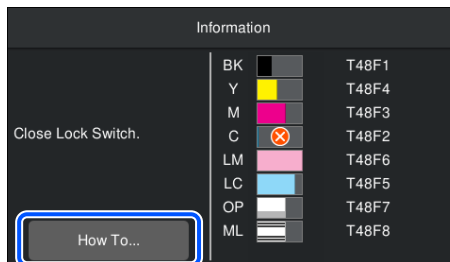 Information
Close Lock Switch.
How To...
BK T48F1
Y T48F4
M T48F3
C T48F2
LM T48F6
LC T48F5
OP T48F7
ML T48F8